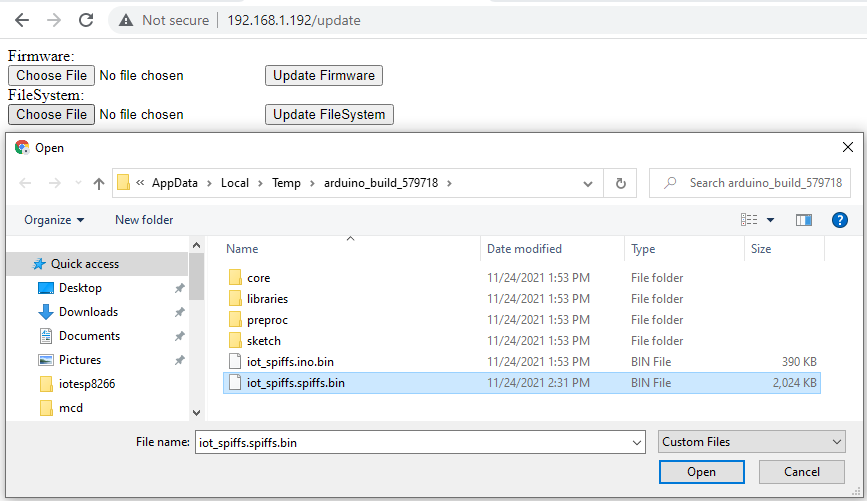 Not secure 192.168.1.192/update
Firmware:
Choose File No file chosen Update Firmware
FileSystem:
Choose File No file chosen Update FileSystem
Open
« AppData › Local › Temp › arduino_build_579718 › Search arduino_build_579718
Organize New folder ?
Name Date modified Type Size
Quick access
Desktop
Downloads
Documents
Pictures
iotesp8266
mcd
core 11/24/2021 1:53 PM File folder
libraries 11/24/2021 1:53 PM File folder
preproc 11/24/2021 1:53 PM File folder
sketch 11/24/2021 1:53 PM File folder
iot_spiffs.ino.bin 11/24/2021 1:53 PM BIN File 390 KB
iot_spiffs.spiffs.bin 11/24/2021 2:31 PM BIN File 2,024 KB
File name: iot_spiffs.spiffs.bin Custom Files
Open Cancel